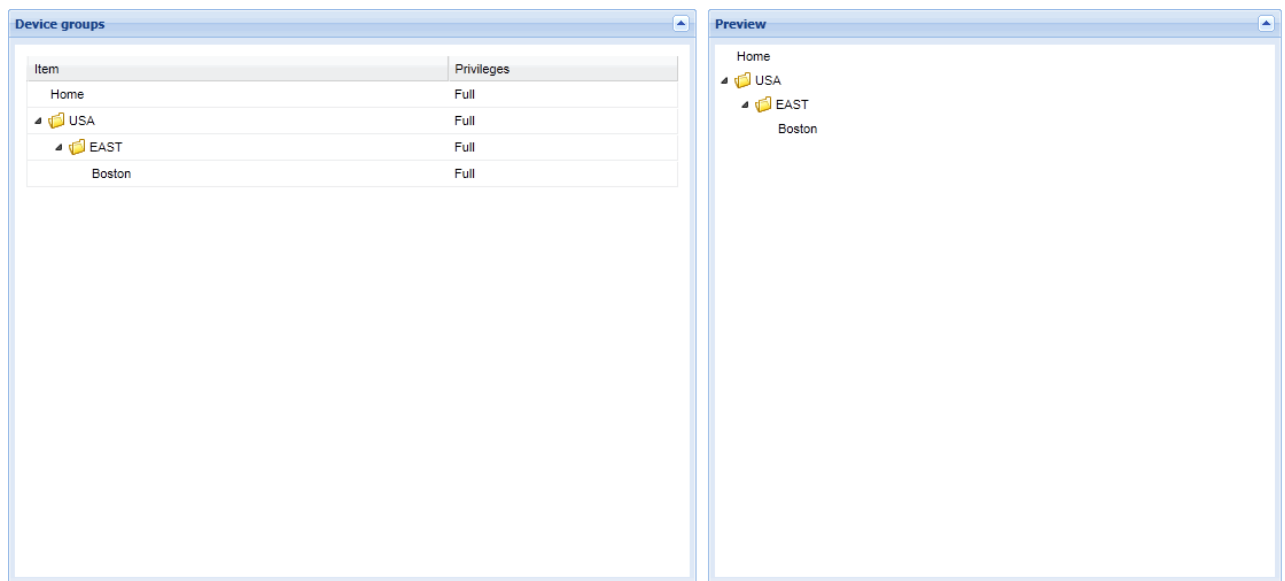 Device groups
Item Privileges
Home Full
USA Full
EAST Full
Boston Full
Preview
Home
USA
EAST
Boston